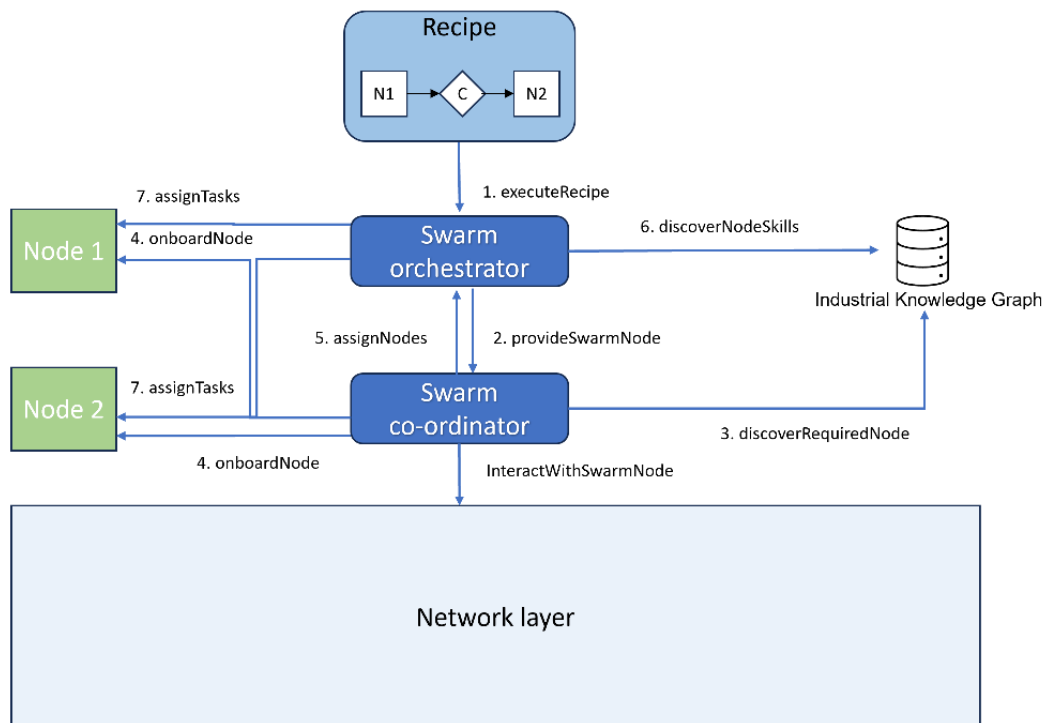 Recipe
N1
C
N2
1. executeRecipe
7. assignTasks
Node 1
4. onboardNode
Swarm
orchestrator
6. discoverNodeSkills
Industrial Knowledge Graph
5. assignNodes
2. provideSwarmNode
Node 2
7. assignTasks
Swarm
co-ordinator
3. discoverRequiredNode
4. onboardNode
InteractWithSwarmNode
Network layer